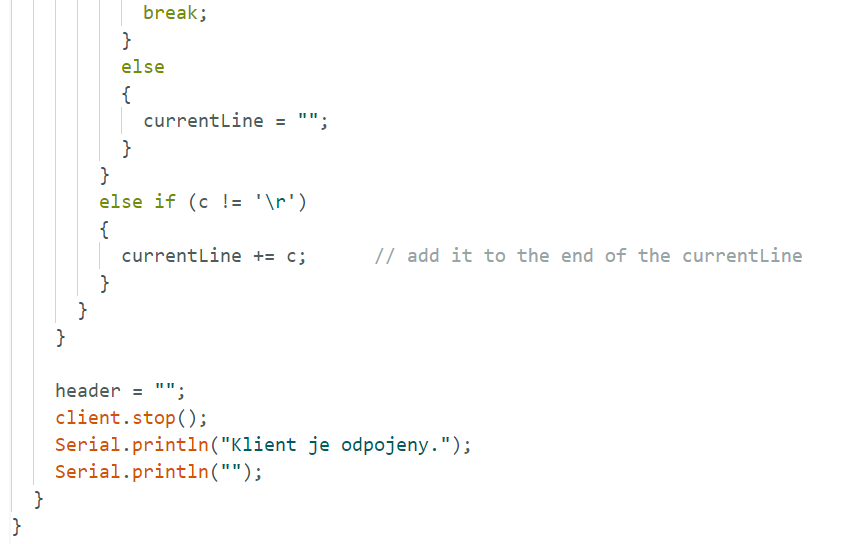 break;
}
else
{
currentLine = "";
}
}
else if (c != '\r')
{
currentLine += c;      // add it to the end of the currentLine
}
}
}
header = "";
client.stop();
Serial.println("Klient je odpojeny.");
Serial.println("");
}
}